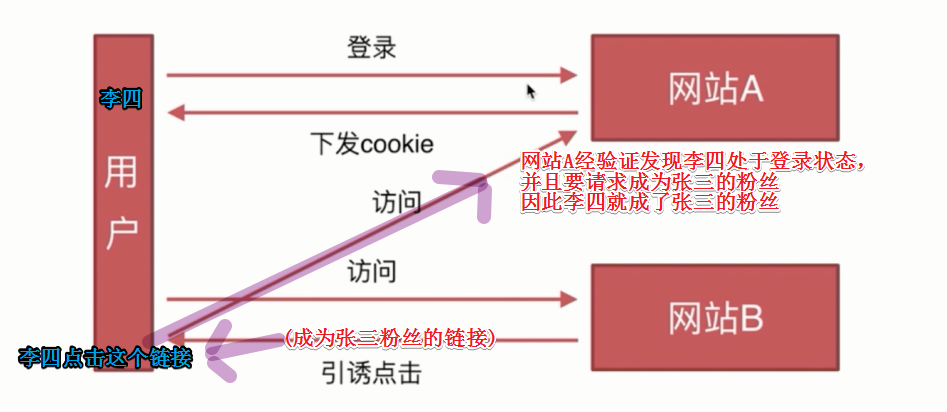 登录
李四
网站A
下发cookie
用户
网站A经验证发现李四处于登录状态，
并且要请求成为张三的粉丝
因此李四就成了张三的粉丝
访问
访问
网站B
(成为张三粉丝的链接)
李四点击这个链接
引诱点击